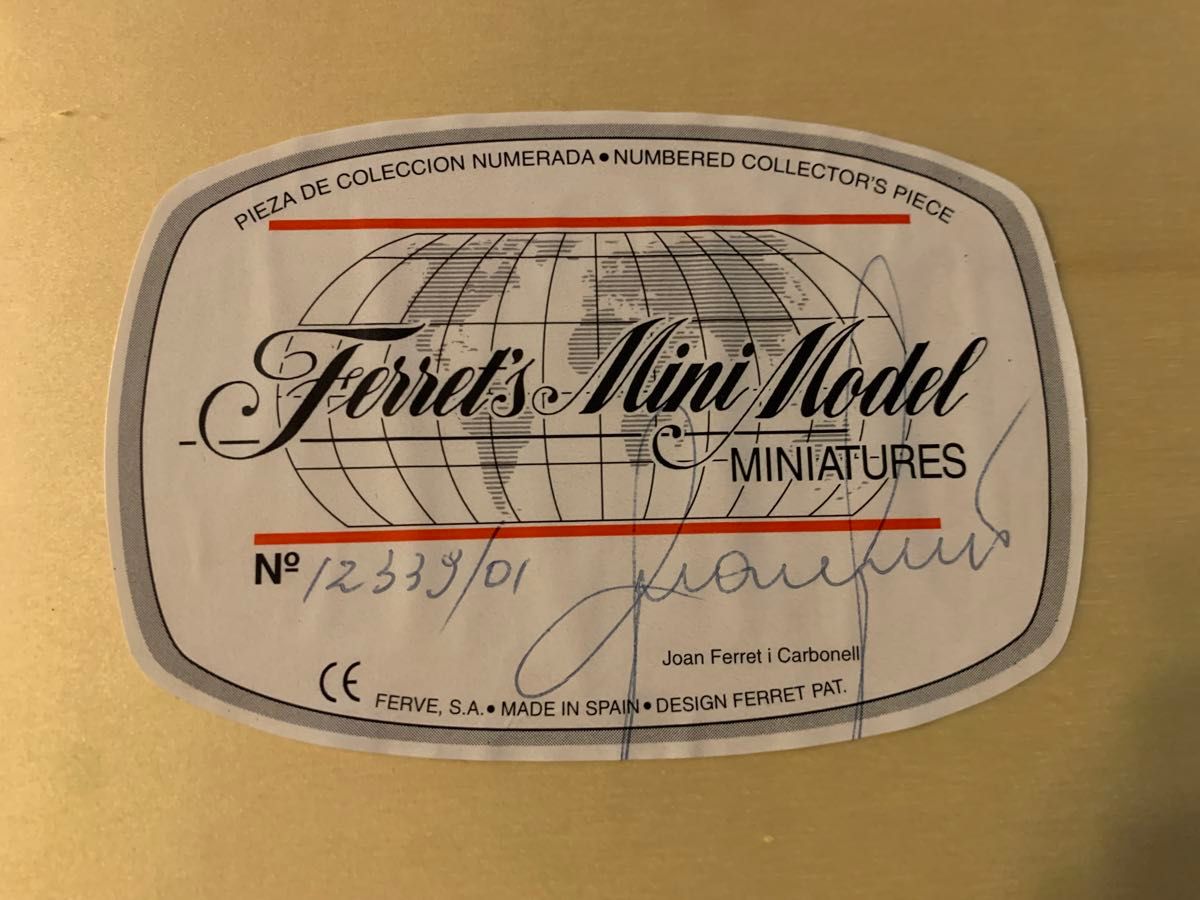 PIEZA DE COLECCION NUMERADA • NUMBERED COLLECTOR'S PIECE
Ferret's Mini Model
MINIATURES
Nº 12339/01
Joan Ferret i Carbonell
CE FERVE, S.A. • MADE IN SPAIN • DESIGN FERRET PAT.